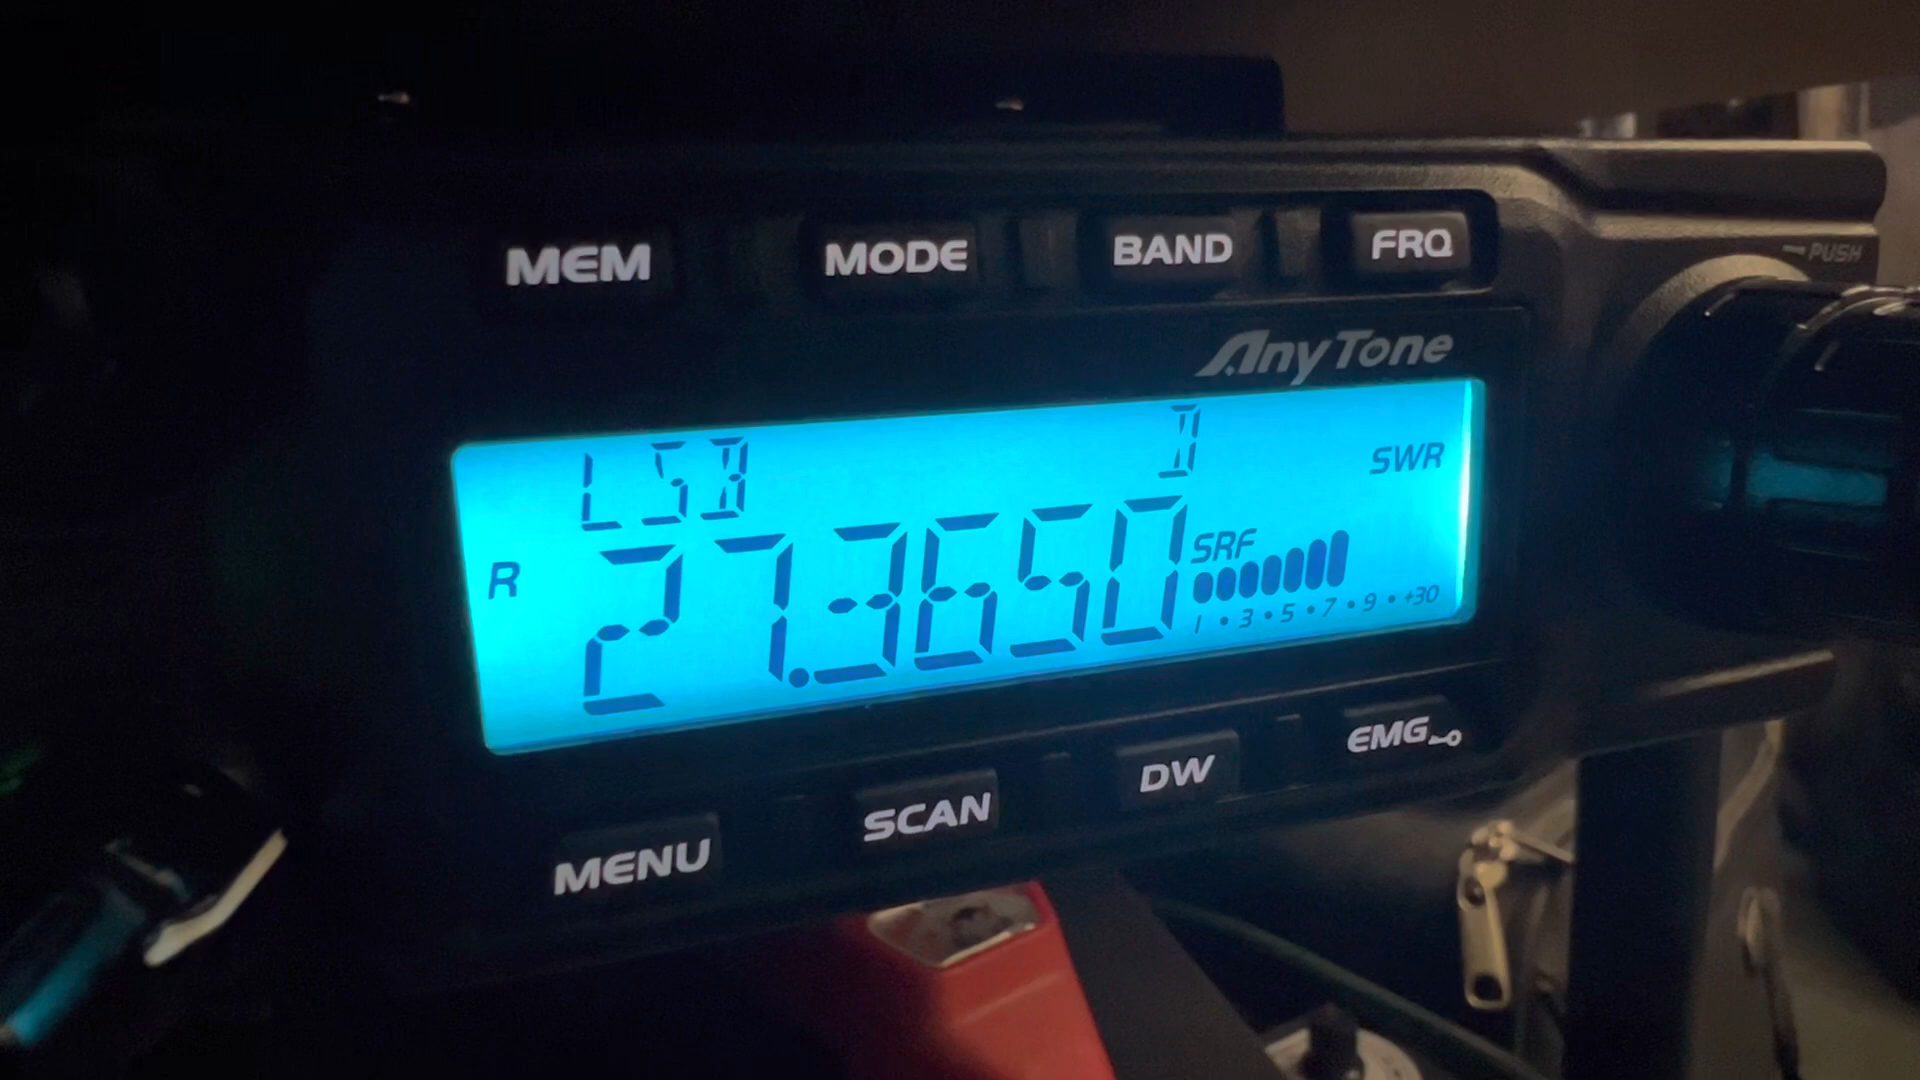 MEM MODE BAND FRQ
PUSH
AnyTone
LSB D SWR
R 27.3650 SRF
1 • 3 • 5 • 7 • 9 • +30
MENU SCAN DW EMG